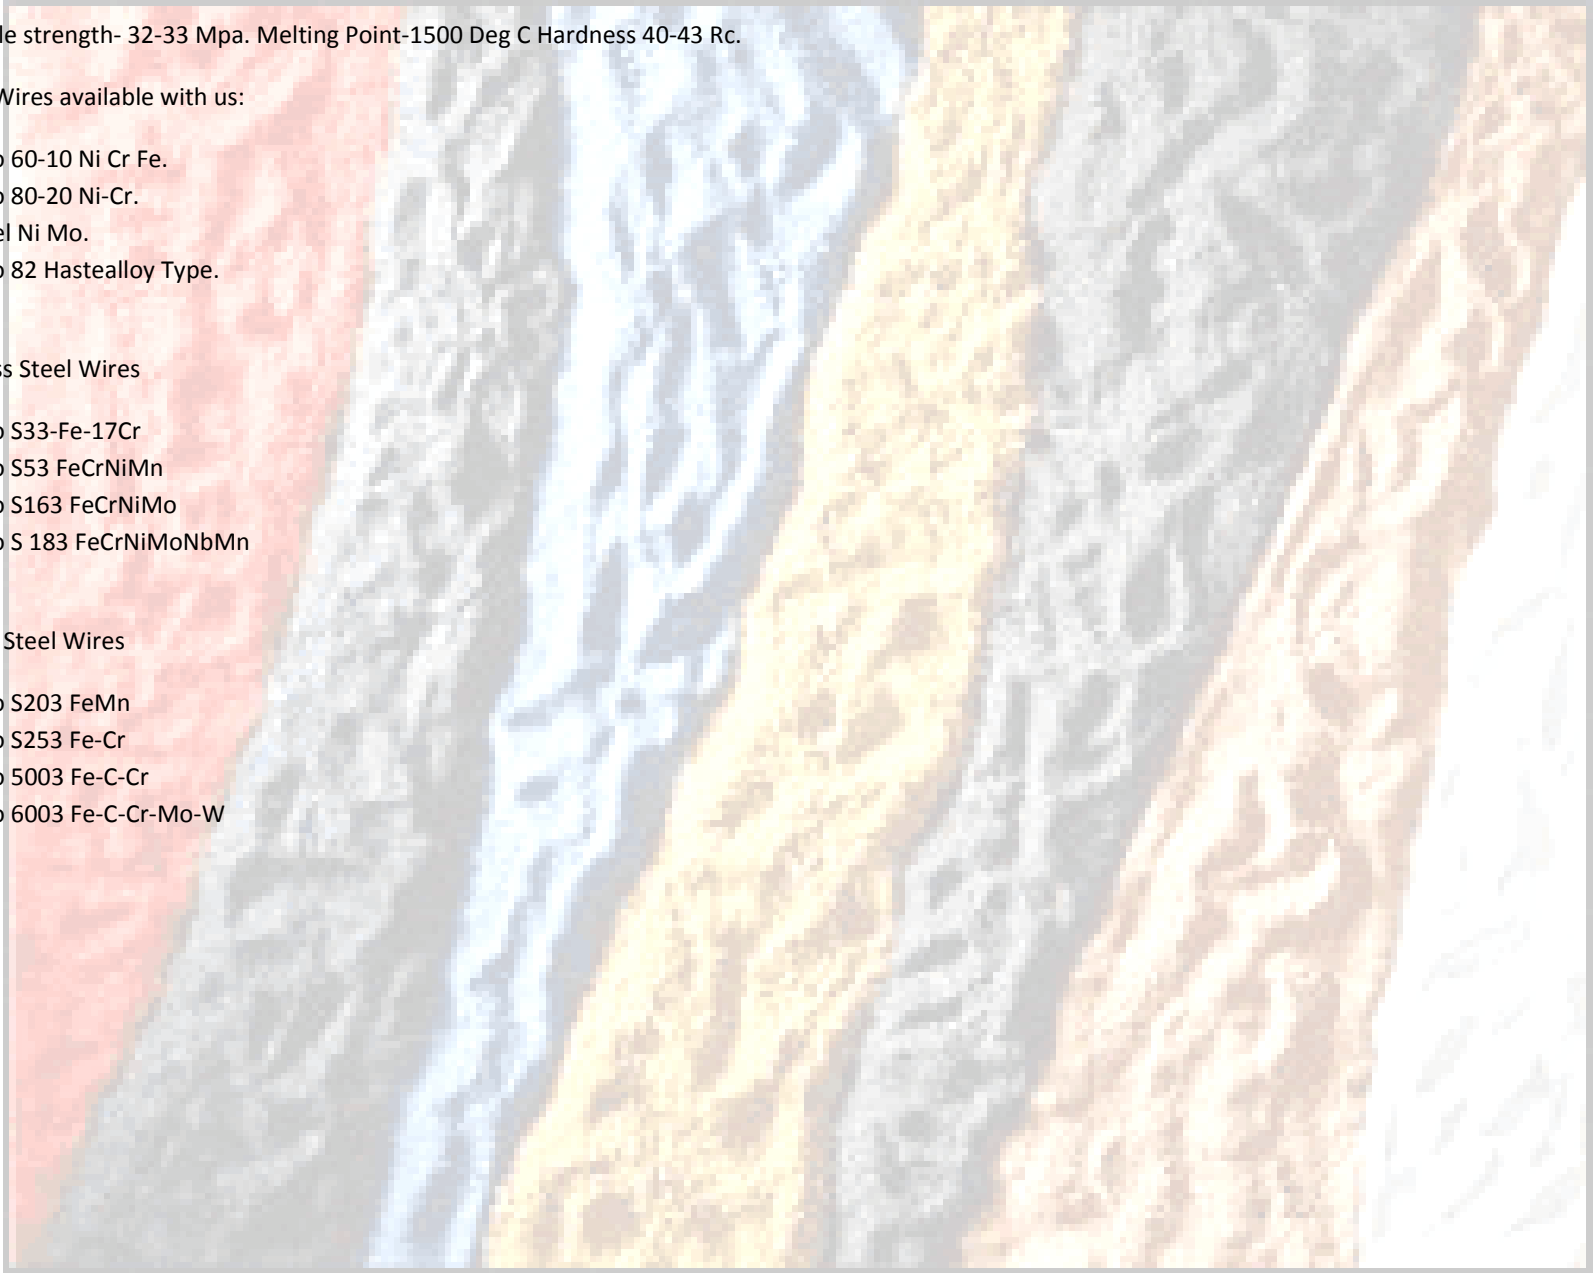 le strength- 32-33 Mpa. Melting Point-1500 Deg C Hardness 40-43 Rc.
Wires available with us:
o 60-10 Ni Cr Fe.
o 80-20 Ni-Cr.
el Ni Mo.
o 82 Hastealloy Type.
ss Steel Wires
o S33-Fe-17Cr
o S53 FeCrNiMn
o S163 FeCrNiMo
o S 183 FeCrNiMoNbMn
Steel Wires
o S203 FeMn
o S253 Fe-Cr
o 5003 Fe-C-Cr
o 6003 Fe-C-Cr-Mo-W